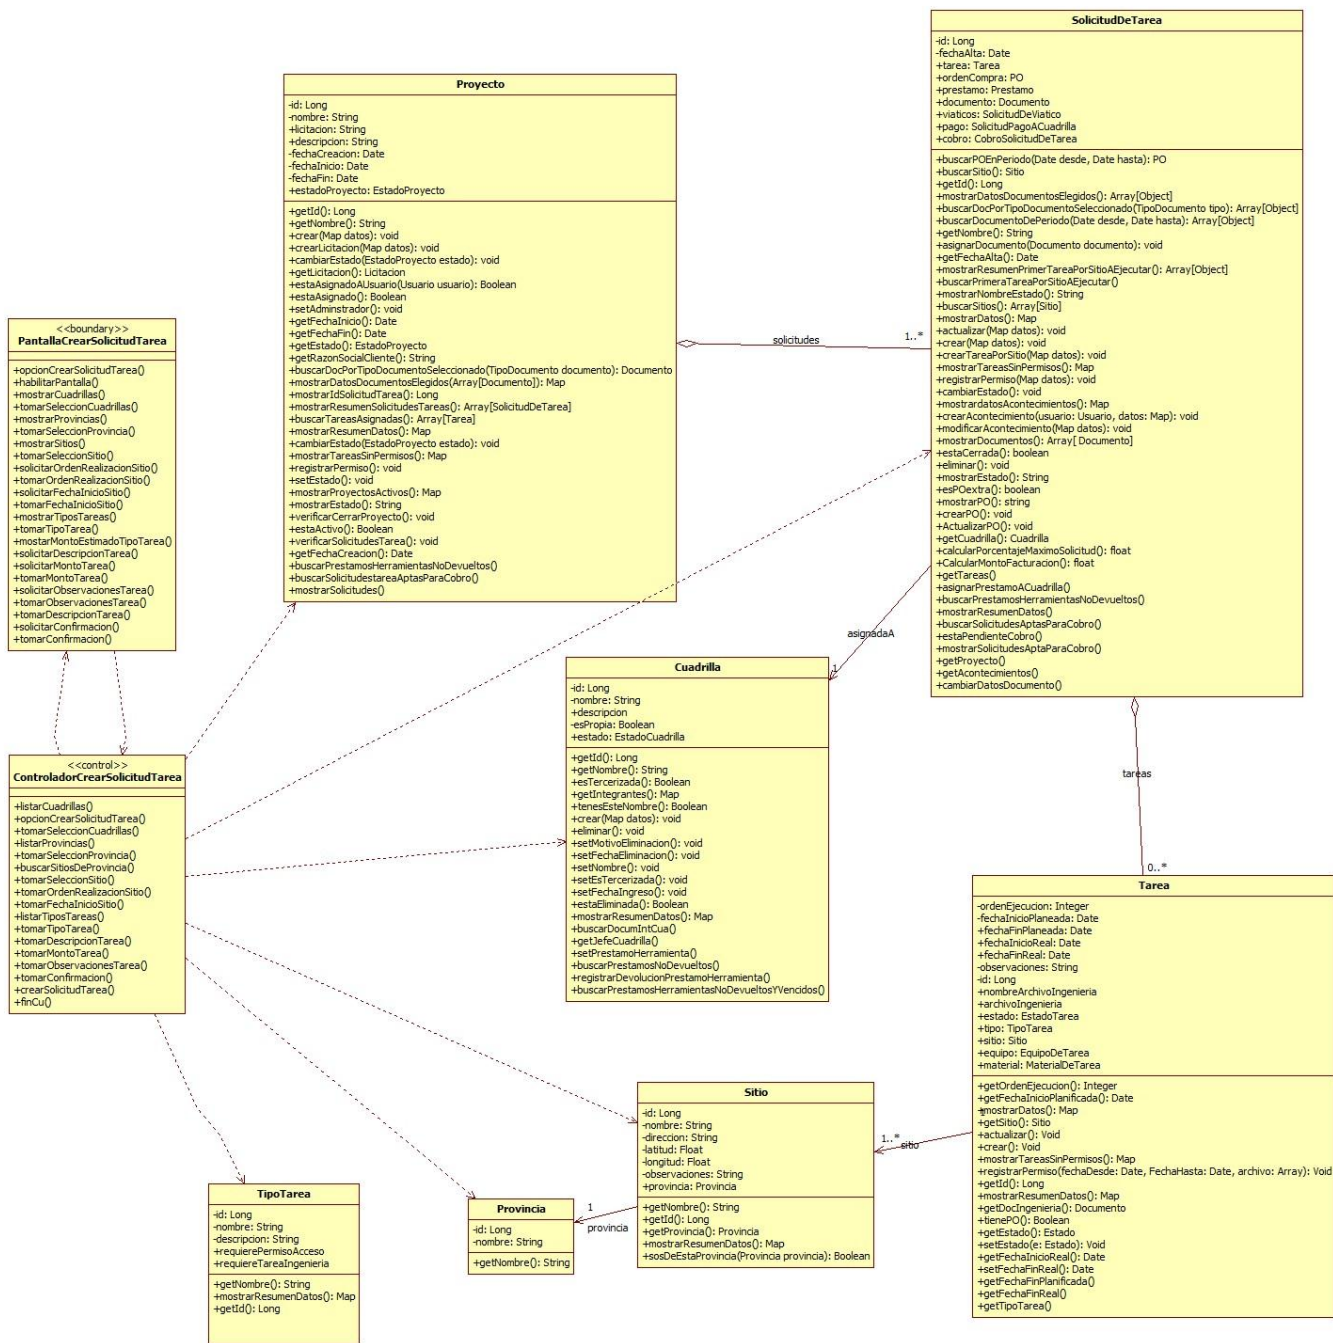 SolicitudDeTarea
-id: Long
-fechaAlta: Date
+tarea: Tarea
+ordenCompra: PO
+prestamo: Prestamo
+documento: Documento
+viaticos: SolicitudDeViatico
+pago: SolicitudPagoACuadrilla
+cobro: CobroSolicitudDeTarea
+buscarPOEnPeriodo(Date desde, Date hasta): PO
+buscarSitio(): Sitio
+getId(): Long
+mostrarDatosDocumentosElegidos(): Array[Object]
+buscarDocPorTipoDocumentoSeleccionado(TipoDocumento tipo): Array[Object]
+buscarDocumentoDePeriodo(Date desde, Date hasta): Array[Object]
+getNombre(): String
+asignarDocumento(Documento documento): void
+getFechaAlta(): Date
+mostrarResumenPrimerTareaPorSitioAEjecutar(): Array[Object]
+buscarPrimeraTareaPorSitioAEjecutar()
+mostrarNombreEstado(): String
+buscarSitios(): Array[Sitio]
+mostrarDatos(): Map
+actualizar(Map datos): void
+crear(Map datos): void
+crearTareaPorSitio(Map datos): void
+mostrarTareasSinPermisos(): Map
+registrarPermiso(Map datos): void
+cambiarEstado(): void
+mostrardatosAcontecimientos(): Map
+crearAcontecimiento(usuario: Usuario, datos: Map): void
+modificarAcontecimiento(Map datos): void
+mostrarDocumentos(): Array[ Documento]
+estaCerrada(): boolean
+eliminar(): void
+mostrarEstado(): String
+esPOextra(): boolean
+mostrarPO(): string
+crearPO(): void
+ActualizarPO(): void
+getCuadrilla(): Cuadrilla
+calcularPorcentajeMaximoSolicitud(): float
+CalcularMontoFacturacion(): float
+getTareas()
+asignarPrestamoACuadrilla()
+buscarPrestamosHerramientasNoDevueltos()
+mostrarResumenDatos()
+buscarSolicitudesAptasParaCobro()
+estaPendienteCobro()
+mostrarSolicitudesAptaParaCobro()
+getProyecto()
+getAcontecimientos()
+cambiarDatosDocumento()
Proyecto
-id: Long
-nombre: String
+licitacion: String
+descripcion: String
-fechaCreacion: Date
-fechaInicio: Date
-fechaFin: Date
+estadoProyecto: EstadoProyecto
+getId(): Long
+getNombre(): String
+crear(Map datos): void
+crearLicitacion(Map datos): void
+cambiarEstado(EstadoProyecto estado): void
+getLicitacion(): Licitacion
+estaAsignadoAUsuario(Usuario usuario): Boolean
+estaAsignado(): Boolean
+setAdminstrador(): void
+getFechaInicio(): Date
+getFechaFin(): Date
+getEstado(): EstadoProyecto
+getRazonSocialCliente(): String
+buscarDocPorTipoDocumentoSeleccionado(TipoDocumento documento): Documento
+mostrarDatosDocumentosElegidos(Array[Documento]): Map
+mostrarIdSolicitudTarea(): Long
+mostrarResumenSolicitudesTareas(): Array[SolicitudDeTarea]
+buscarTareasAsignadas(): Array[Tarea]
+mostrarResumenDatos(): Map
+cambiarEstado(EstadoProyecto estado): void
+mostrarTareasSinPermisos(): Map
+registrarPermiso(): void
+setEstado(): void
+mostrarProyectosActivos(): Map
+mostrarEstado(): String
+verificarCerrarProyecto(): void
+estaActivo(): Boolean
+verificarSolicitudesTarea(): void
+getFechaCreacion(): Date
+buscarPrestamosHerramientasNoDevueltos()
+buscarSolicitudestareaAptasParaCobro()
+mostrarSolicitudes()
solicitudes
1..*
<<boundary>>
PantallaCrearSolicitudTarea
+opcionCrearSolicitudTarea()
+habilitarPantalla()
+mostrarCuadrillas()
+tomarSeleccionCuadrillas()
+mostrarProvincias()
+tomarSeleccionProvincia()
+mostrarSitios()
+tomarSeleccionSitio()
+solicitarOrdenRealizacionSitio()
+tomarOrdenRealizacionSitio()
+solicitarFechaInicioSitio()
+tomarFechaInicioSitio()
+mostrarTiposTareas()
+tomarTipoTarea()
+mostarMontoEstimadoTipoTarea()
+solicitarDescripcionTarea()
+solicitarMontoTarea()
+tomarMontoTarea()
+solicitarObservacionesTarea()
+tomarObservacionesTarea()
+tomarDescripcionTarea()
+solicitarConfirmacion()
+tomarConfirmacion()
asignadaA
1
Cuadrilla
-id: Long
-nombre: String
+descripcion
-esPropia: Boolean
+estado: EstadoCuadrilla
+getId(): Long
+getNombre(): String
+esTercerizada(): Boolean
+getIntegrantes(): Map
+tenesEsteNombre(): Boolean
+crear(Map datos): void
+eliminar(): void
+setMotivoEliminacion(): void
+setFechaEliminacion(): void
+setNombre(): void
+setEsTercerizada(): void
+setFechaIngreso(): void
+estaEliminada(): Boolean
+mostrarResumenDatos(): Map
+buscarDocumIntCua()
+getJefeCuadrilla()
+setPrestamoHerramienta()
+buscarPrestamosNoDevueltos()
+registrarDevolucionPrestamoHerramienta()
+buscarPrestamosHerramientasNoDevueltosYVencidos()
<<control>>
ControladorCrearSolicitudTarea
+listarCuadrillas()
+opcionCrearSolicitudTarea()
+tomarSeleccionCuadrillas()
+listarProvincias()
+tomarSeleccionProvincia()
+buscarSitiosDeProvincia()
+tomarSeleccionSitio()
+tomarOrdenRealizacionSitio()
+tomarFechaInicioSitio()
+listarTiposTareas()
+tomarTipoTarea()
+tomarDescripcionTarea()
+tomarMontoTarea()
+tomarObservacionesTarea()
+tomarConfirmacion()
+crearSolicitudTarea()
+finCu()
tareas
0..*
Tarea
-ordenEjecucion: Integer
-fechaInicioPlaneada: Date
+fechaFinPlaneada: Date
+fechaInicioReal: Date
+fechaFinReal: Date
-observaciones: String
-id: Long
+nombreArchivoIngenieria
+archivoIngenieria
+estado: EstadoTarea
+tipo: TipoTarea
+sitio: Sitio
+equipo: EquipoDeTarea
+material: MaterialDeTarea
+getOrdenEjecucion(): Integer
+getFechaInicioPlanificada(): Date
+mostrarDatos(): Map
+getSitio(): Sitio
+actualizar(): Void
+crear(): Void
+mostrarTareasSinPermisos(): Map
+registrarPermiso(fechaDesde: Date, FechaHasta: Date, archivo: Array): Void
+getId(): Long
+mostrarResumenDatos(): Map
+getDocIngenieria(): Documento
+tienePO(): Boolean
+getEstado(): Estado
+setEstado(e: Estado): Void
+getFechaInicioReal(): Date
+setFechaFinReal(): Date
+getFechaFinPlanificada()
+getFechaFinReal()
+getTipoTarea()
1..*
sitio
Sitio
-id: Long
-nombre: String
-direccion: String
-latitud: Float
-longitud: Float
-observaciones: String
+provincia: Provincia
+getNombre(): String
+getId(): Long
+getProvincia(): Provincia
+mostrarResumenDatos(): Map
+sosDeEstaProvincia(Provincia provincia): Boolean
1
provincia
Provincia
-id: Long
-nombre: String
+getNombre(): String
TipoTarea
-id: Long
-nombre: String
-descripcion: String
+requierePermisoAcceso
+requiereTareaIngenieria
+getNombre(): String
+mostrarResumenDatos(): Map
+getId(): Long